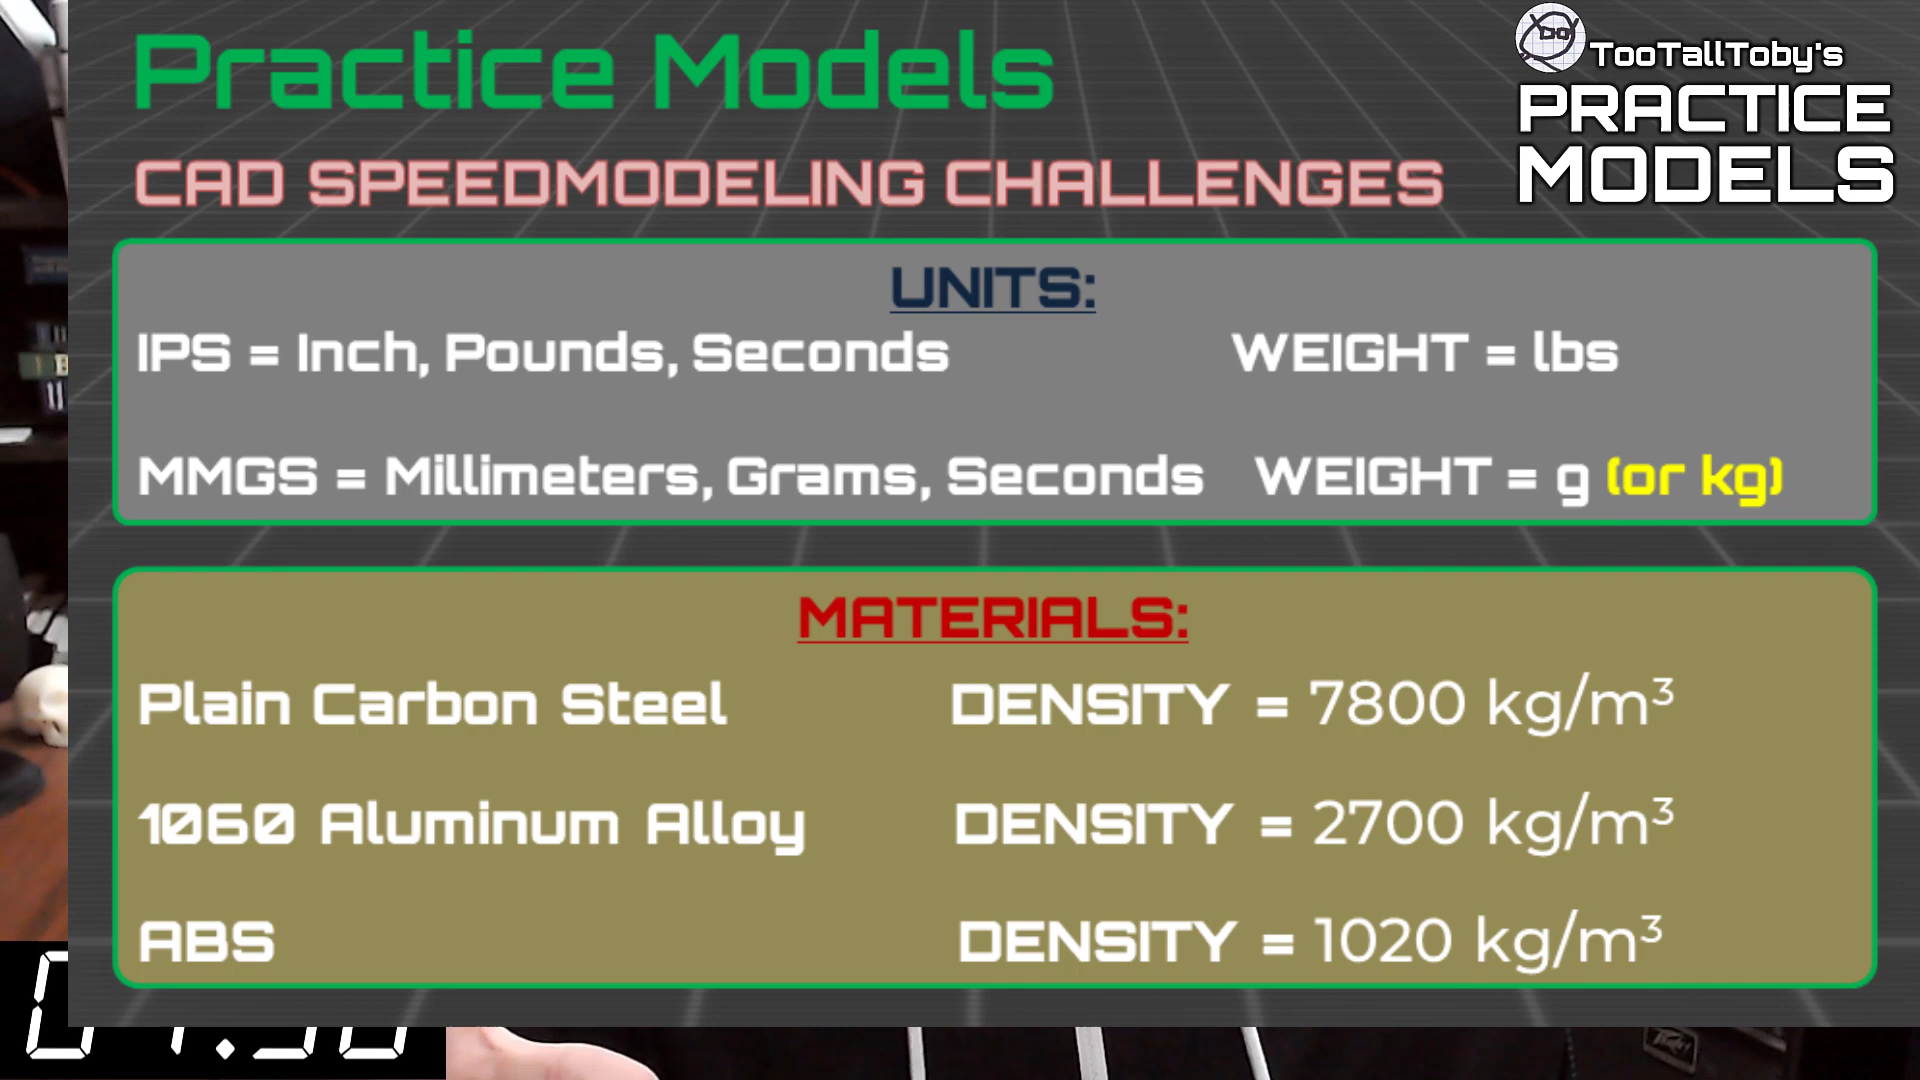 Practice Models
TooTallToby's
PRACTICE
MODELS
CAD SPEEDMODELING CHALLENGES
UNITS:
IPS = Inch, Pounds, Seconds WEIGHT = lbs
MMGS = Millimeters, Grams, Seconds WEIGHT = g (or kg)
MATERIALS:
Plain Carbon Steel DENSITY = 7800 kg/m³
1060 Aluminum Alloy DENSITY = 2700 kg/m³
ABS DENSITY = 1020 kg/m³